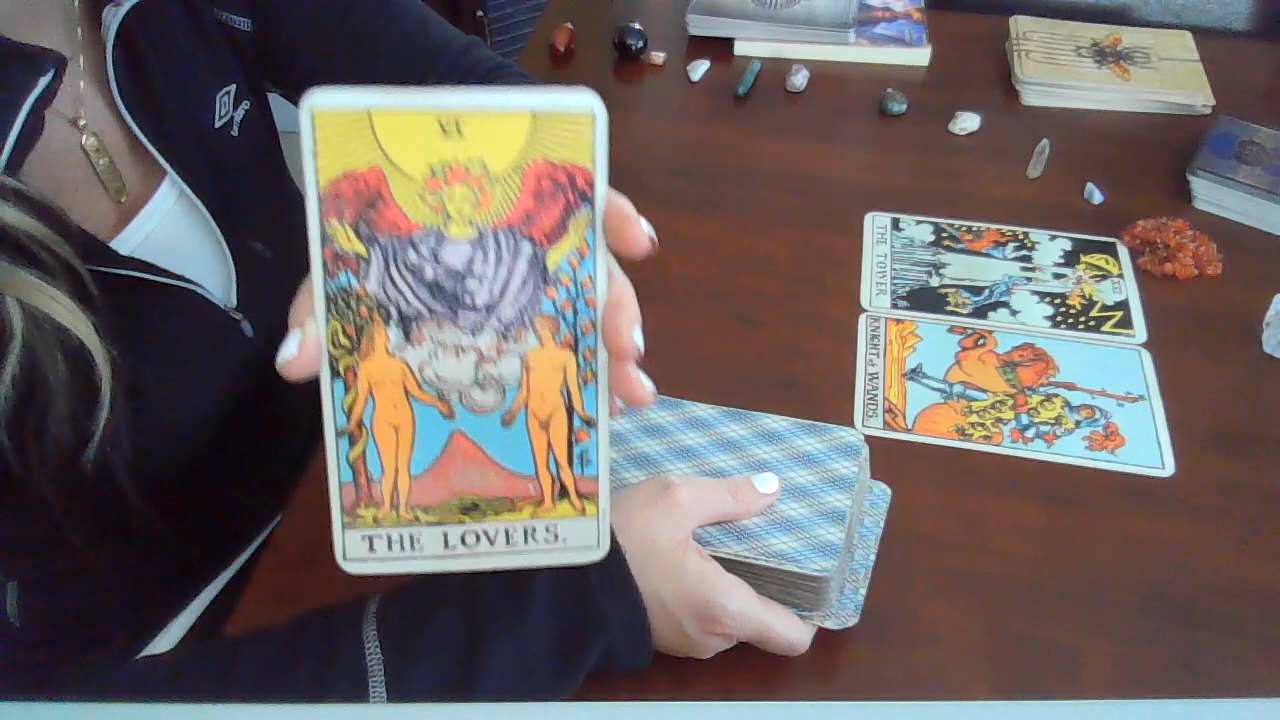 VI
THE LOVERS.
THE TOWER
XVI
KNIGHT of WANDS.